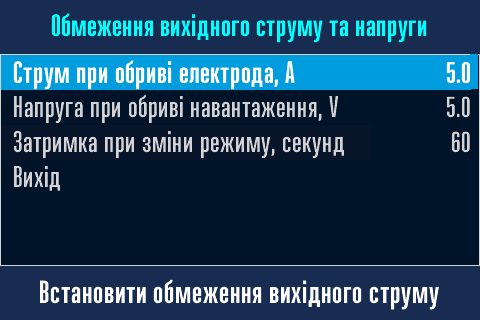 Обмеження вихідного струму та напруги
Струм при обриві електрода, А 5.0
Напруга при обриві навантаження, V 5.0
Затримка при зміни режиму, секунд 60
Вихід
Встановити обмеження вихідного струму